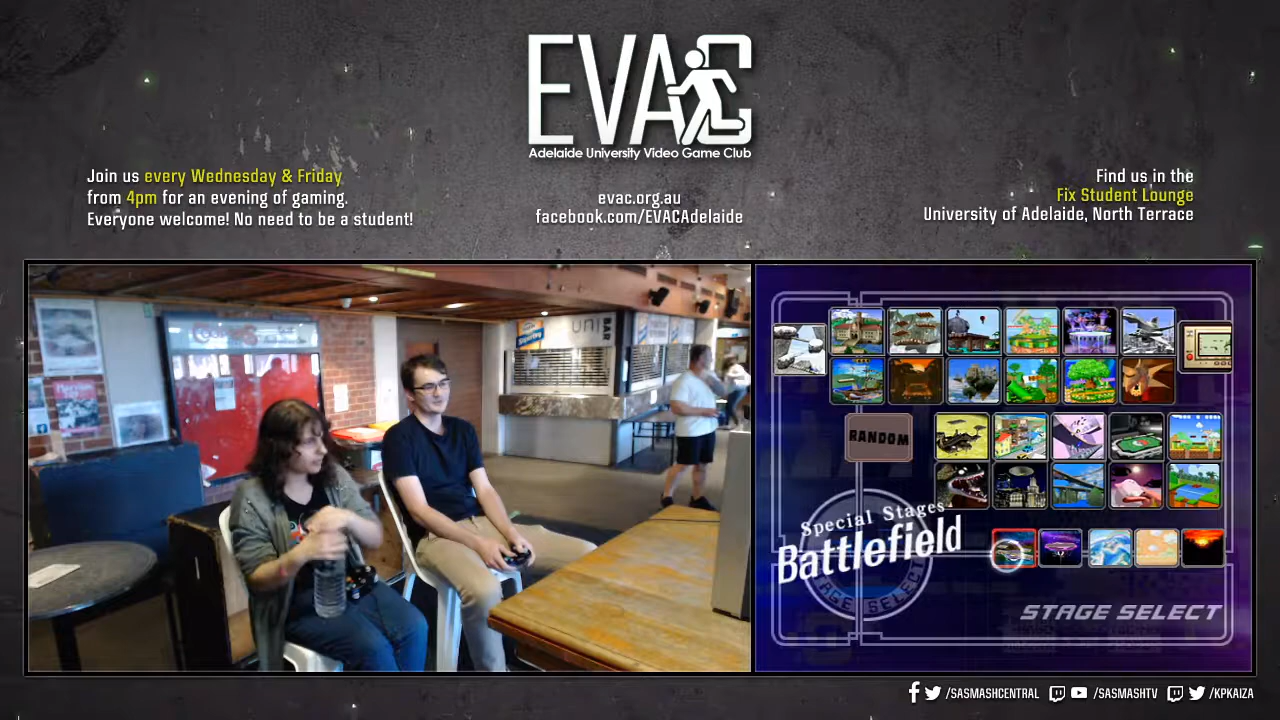 EVAC
Adelaide University Video Game Club
Join us every Wednesday & Friday
from 4pm for an evening of gaming.
Everyone welcome! No need to be a student!
evac.org.au
facebook.com/EVACAdelaide
Find us in the
Fix Student Lounge
University of Adelaide, North Terrace
UNI BAR
RANDOM
Special Stages
Battlefield
STAGE SELECT
/SASMASHCENTRAL
/SASMASHTV
/KPKAIZA